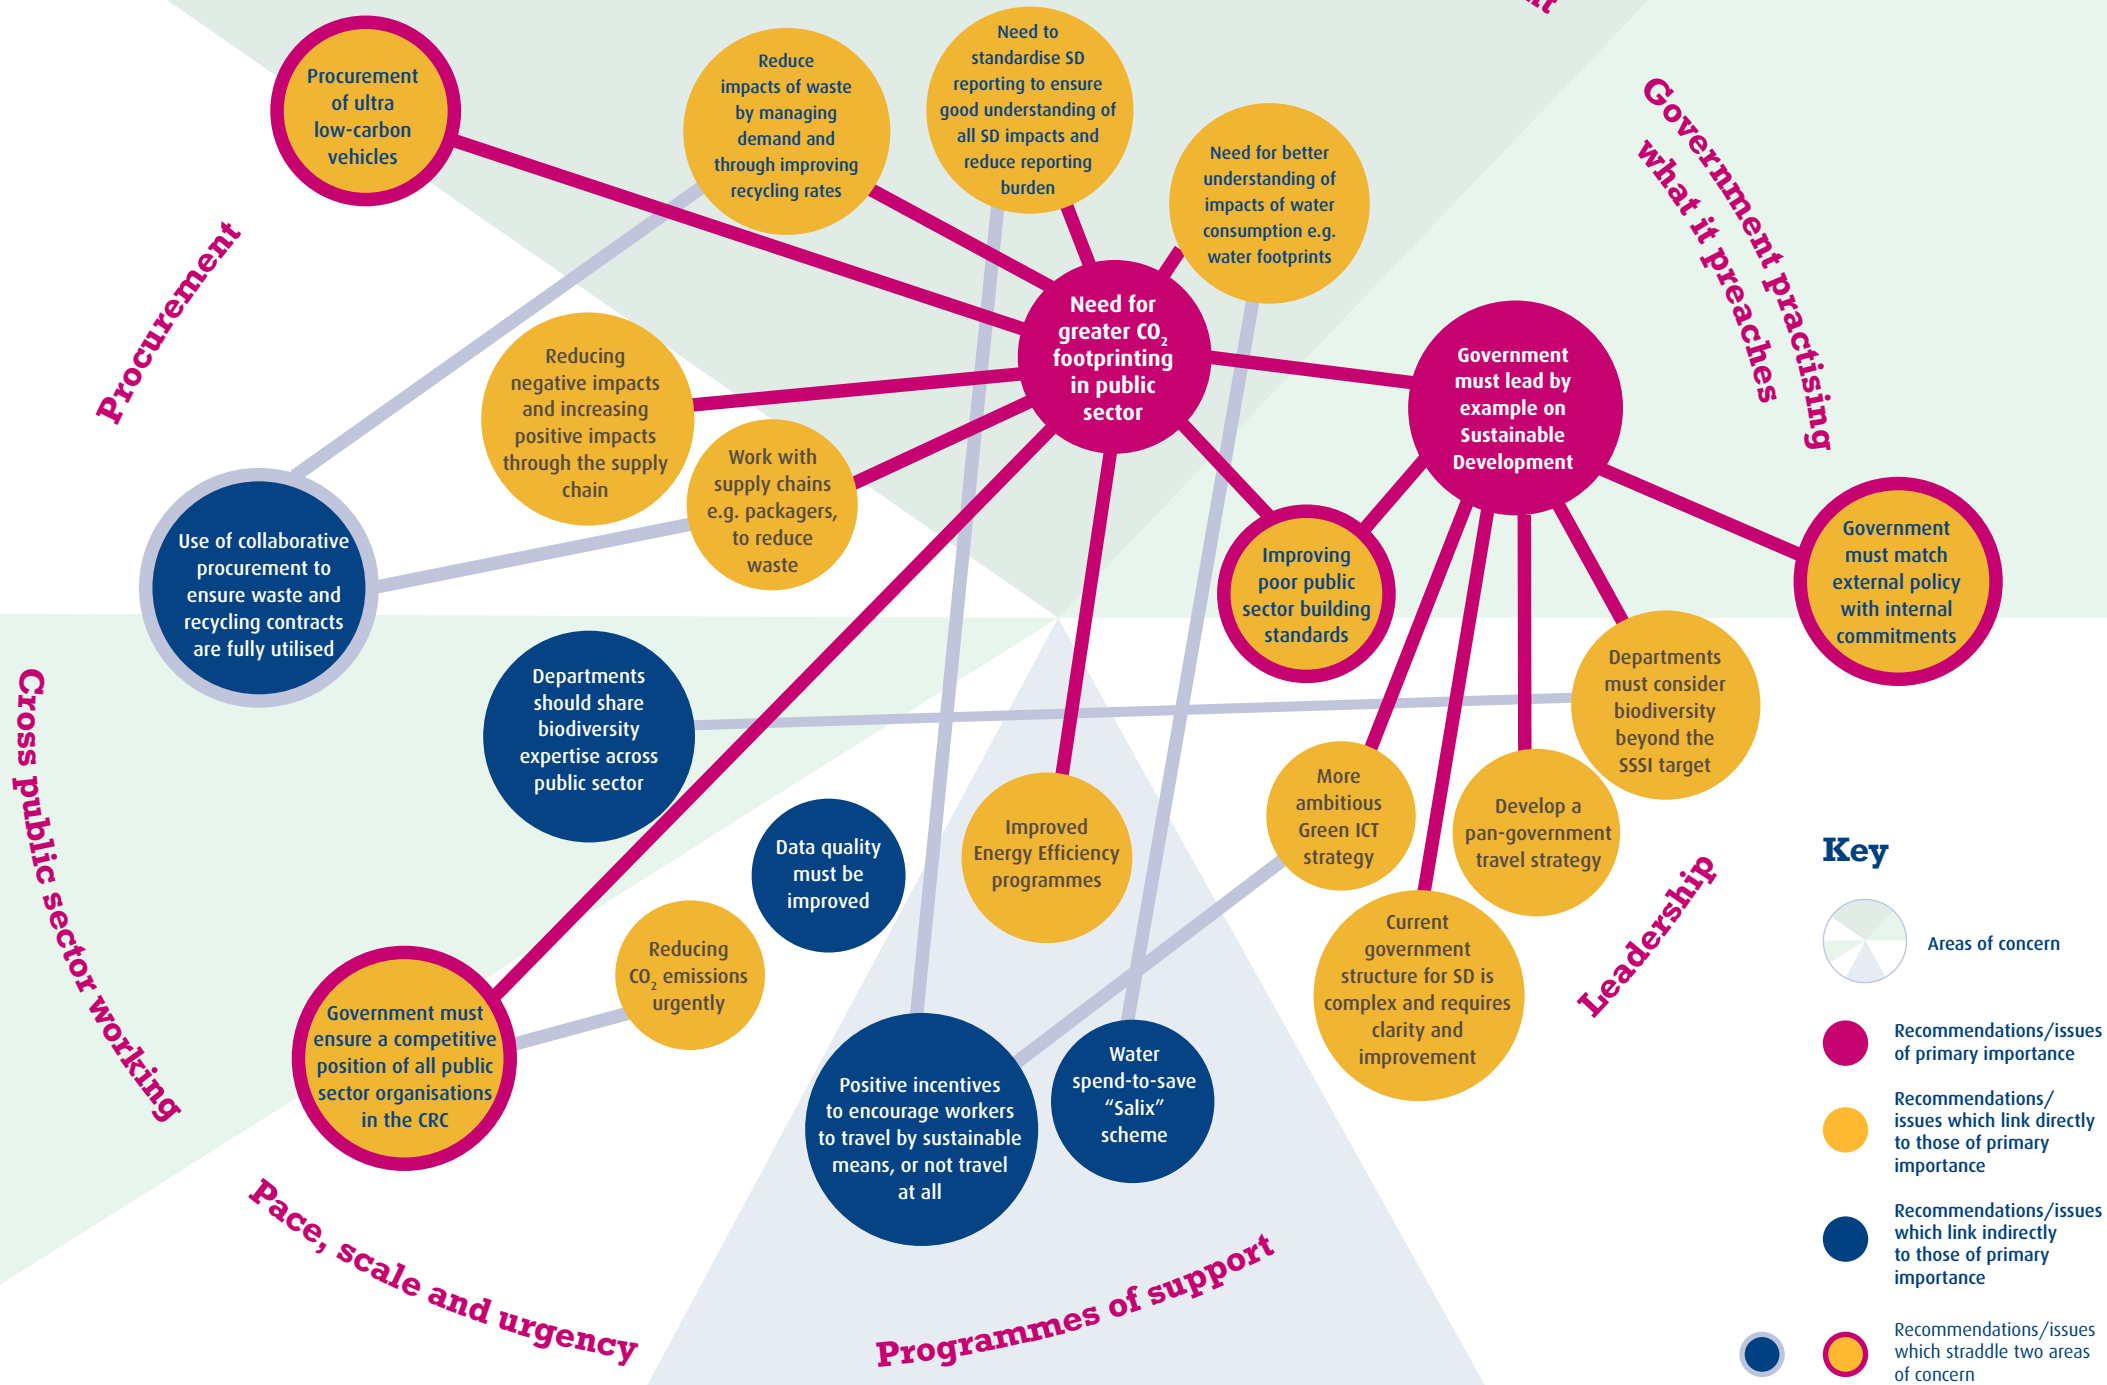 nt
Procurement
of ultra
low-carbon
vehicles
Reduce
impacts of waste
by managing
demand and
through improving
recycling rates
Need to
standardise SD
reporting to ensure
good understanding of
all SD impacts and
reduce reporting
burden
Need for better
understanding of
impacts of water
consumption e.g.
water footprints
Government practising
what it preaches
Procurement
Need for
greater CO2
footprinting
in public
sector
Government
must lead by
example on
Sustainable
Development
Reducing
negative impacts
and increasing
positive impacts
through the supply
chain
Work with
supply chains
e.g. packagers,
to reduce
waste
Use of collaborative
procurement to
ensure waste and
recycling contracts
are fully utilised
Improving
poor public
sector building
standards
Government
must match
external policy
with internal
commitments
Departments
should share
biodiversity
expertise across
public sector
Departments
must consider
biodiversity
beyond the
SSSI target
Cross public sector working
Data quality
must be
improved
Improved
Energy Efficiency
programmes
More
ambitious
Green ICT
strategy
Develop a
pan-government
travel strategy
Leadership
Reducing
CO2 emissions
urgently
Current
government
structure for SD is
complex and requires
clarity and
improvement
Government must
ensure a competitive
position of all public
sector organisations
in the CRC
Positive incentives
to encourage workers
to travel by sustainable
means, or not travel
at all
Water
spend-to-save
“Salix”
scheme
Pace, scale and urgency
Programmes of support
Key
Areas of concern
Recommendations/issues
of primary importance
Recommendations/
issues which link directly
to those of primary
importance
Recommendations/issues
which link indirectly
to those of primary
importance
Recommendations/issues
which straddle two areas
of concern